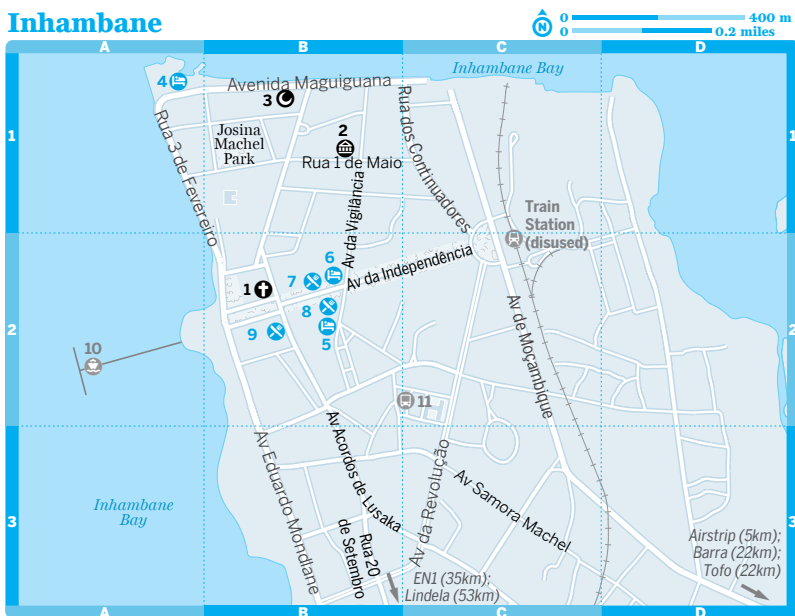 Inhambane
N
0 400 m
0 0.2 miles
A B C D
Inhambane Bay
4
Avenida Maguiguana
3
1 1
Josina
Machel
Park
2
Rua 1 de Maio
Rua 3 de Fevereiro
Rua dos Continuadores
Av da Vigilância
Train
Station
(disused)
6
7
Av da Independência
1
8
2 2
9
5
10
Av de Moçambique
11
Av Eduardo Mondlane
Av Acordos de Lusaka
Av da Revolução
Av Samora Machel
Inhambane
Bay
3 3
Rua 20
de Setembro
EN1 (35km);
Lindela (53km)
Airstrip (5km);
Barra (22km);
Tofo (22km)
A B C D